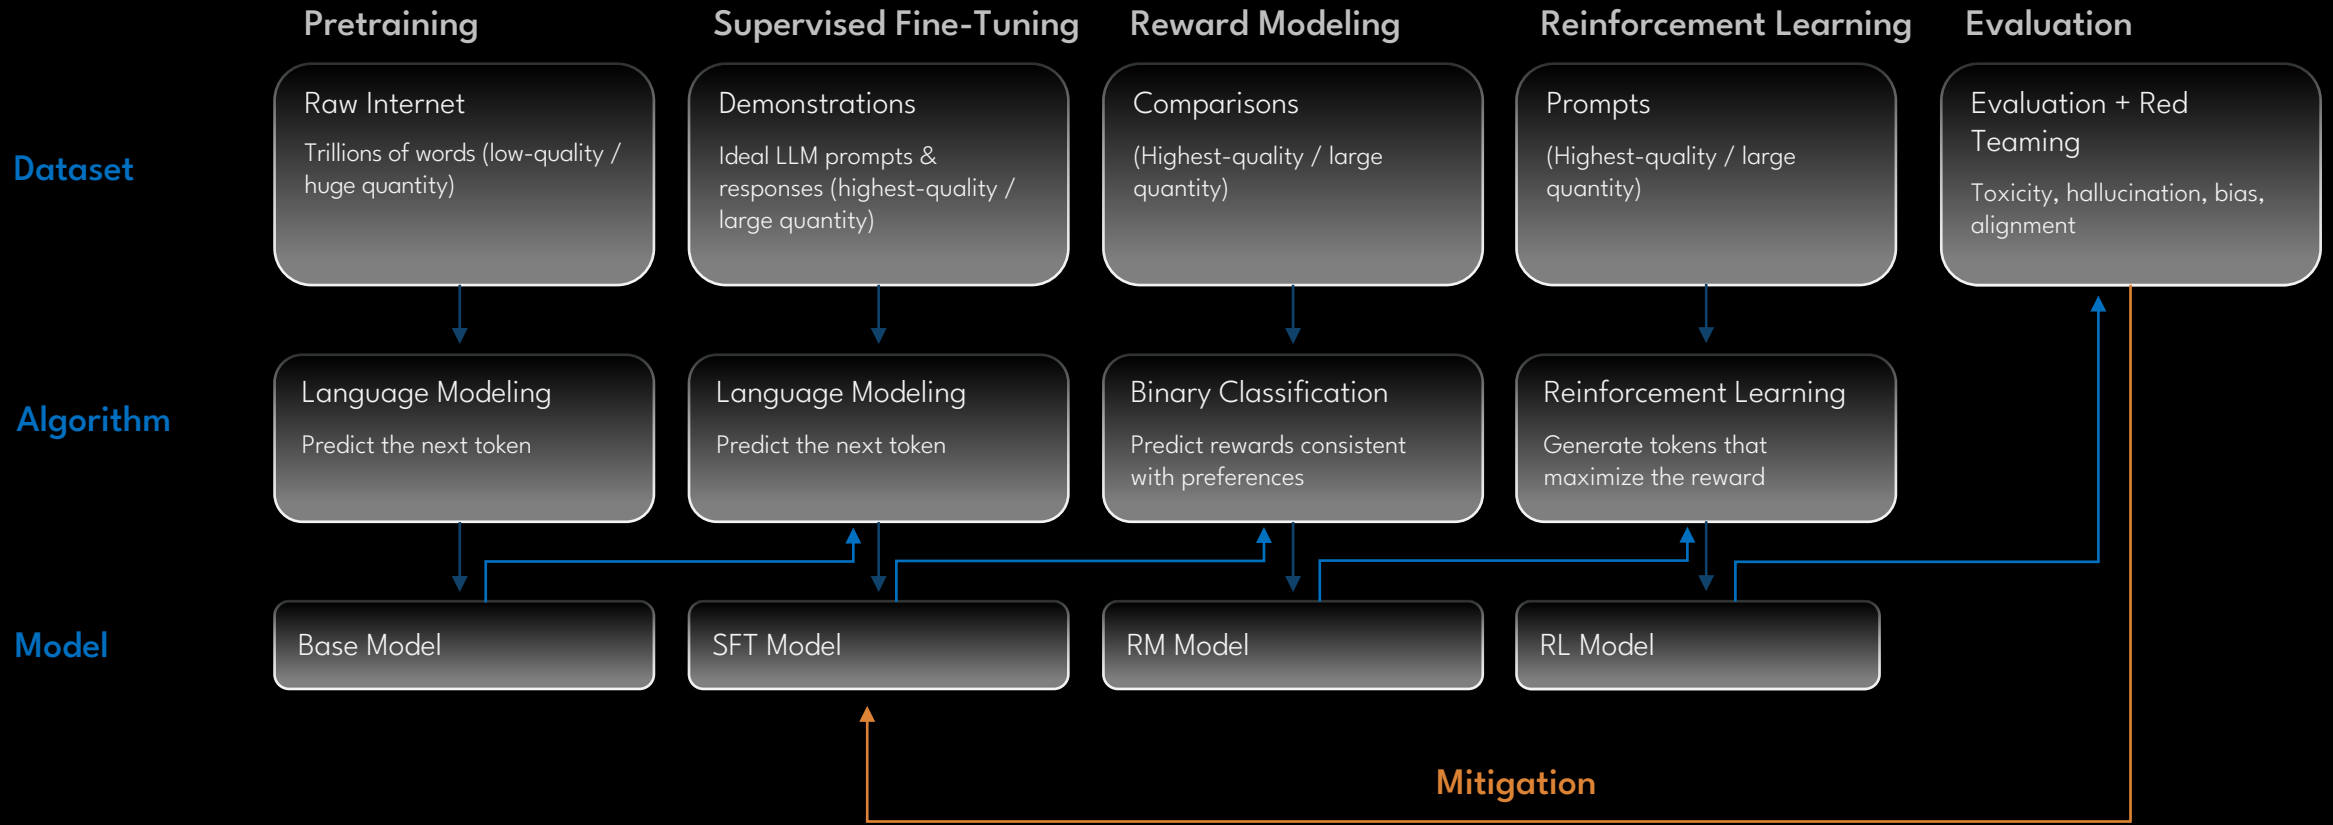 Pretraining
Supervised Fine-Tuning
Reward Modeling
Reinforcement Learning
Evaluation
Dataset
Raw Internet
Trillions of words (low-quality /
huge quantity)
Demonstrations
Ideal LLM prompts &
responses (highest-quality /
large quantity)
Comparisons
(Highest-quality / large
quantity)
Prompts
(Highest-quality / large
quantity)
Evaluation + Red
Teaming
Toxicity, hallucination, bias,
alignment
Algorithm
Language Modeling
Predict the next token
Language Modeling
Predict the next token
Binary Classification
Predict rewards consistent
with preferences
Reinforcement Learning
Generate tokens that
maximize the reward
Model
Base Model
SFT Model
RM Model
RL Model
Mitigation